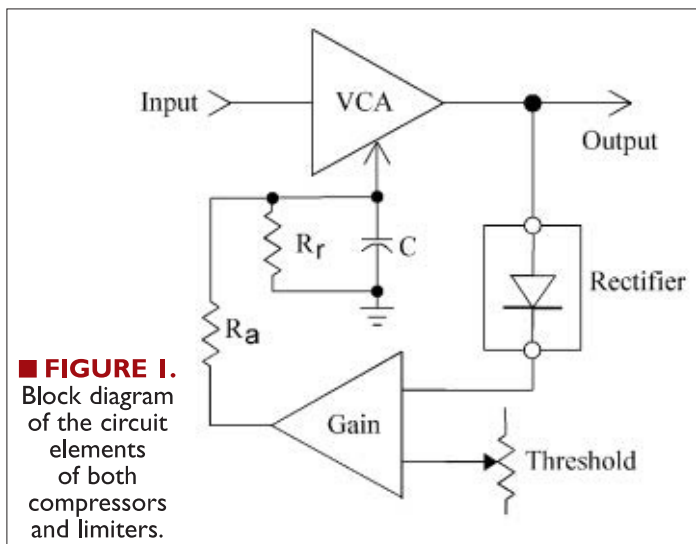 Input
VCA
Output
Rr
C
Rectifier
Ra
Gain
Threshold
■ FIGURE 1.
Block diagram
of the circuit
elements
of both
compressors
and limiters.